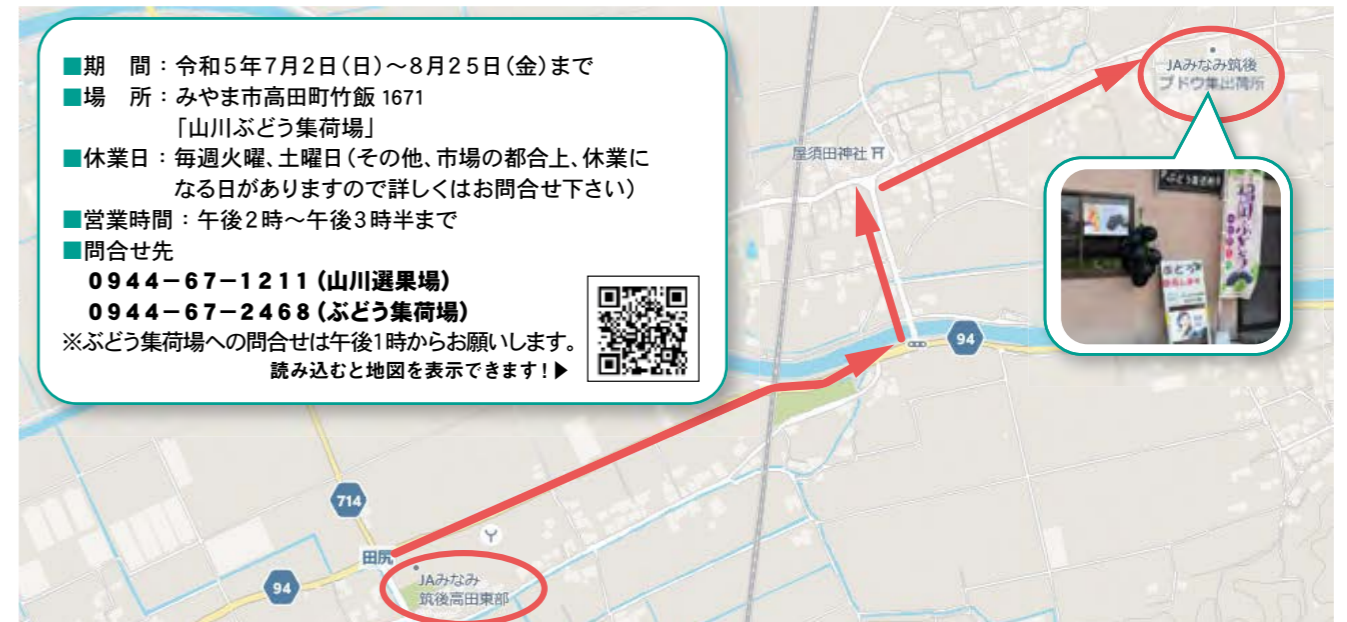 ■期　間：令和5年7月2日(日)～8月25日(金)まで
■場　所：みやま市高田町竹飯 1671
「山川ぶどう集荷場」
■休業日：毎週火曜、土曜日(その他、市場の都合上、休業に
なる日がありますので詳しくはお問合せ下さい)
■営業時間：午後2時～午後3時半まで
■問合せ先
0944－67－1211(山川選果場)
0944－67－2468(ぶどう集荷場)
※ぶどう集荷場への問合せは午後1時からお願いします。
読み込むと地図を表示できます！▶
JAみなみ筑後
ブドウ集出荷所
屋須田神社
94
714
田尻
94
JAみなみ
筑後高田東部